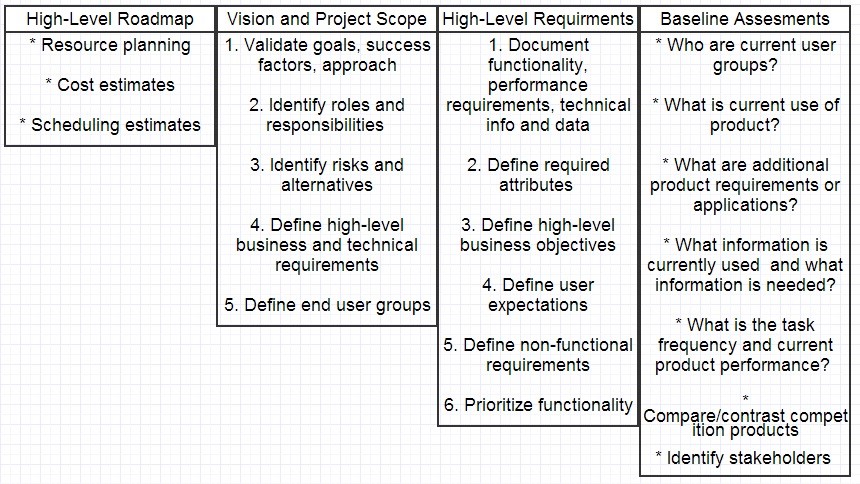 High-Level Roadmap
* Resource planning
* Cost estimates
* Scheduling estimates
Vision and Project Scope
1. Validate goals, success
factors, approach
2. Identify roles and
responsibilities
3. Identify risks and
alternatives
4. Define high-level
business and technical
requirements
5. Define end user groups
High-Level Requirments
1. Document
functionality,
performance
requirements, technical
info and data
2. Define required
attributes
3. Define high-level
business objectives
4. Define user
expectations
5. Define non-functional
requirements
6. Prioritize functionality
Baseline Assesments
* Who are current user
groups?
* What is current use of
product?
* What are additional
product requirements or
applications?
* What information is
currently used  and what
information is needed?
* What is the task
frequency and current
product performance?
*
Compare/contrast compet
ition products
* Identify stakeholders